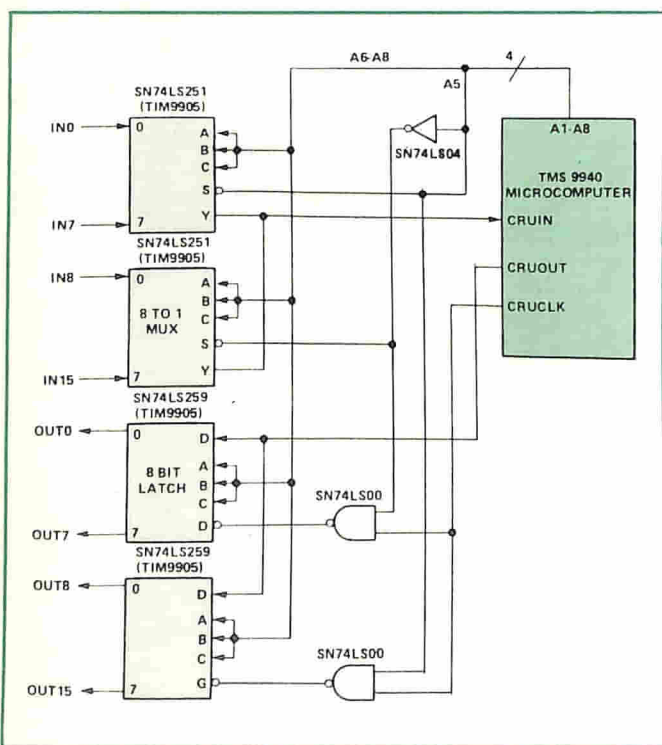 A6-A8
4
A5
SN74LS251
(TIM9905)
IN0
0
A
B
C
S
Y
IN7
7
SN74LS04
A1-A8
TMS 9940
MICROCOMPUTER
CRUIN
CRUOUT
CRUCLK
SN74LS251
(TIM9905)
IN8
0
A
B
C
8 TO 1
MUX
S
Y
IN15
7
SN74LS259
(TIM9905)
OUT0
0
D
A
B
C
8 BIT
LATCH
D
OUT7
7
SN74LS00
SN74LS259
(TIM9905)
OUT8
0
D
A
B
C
G
OUT15
7
SN74LS00